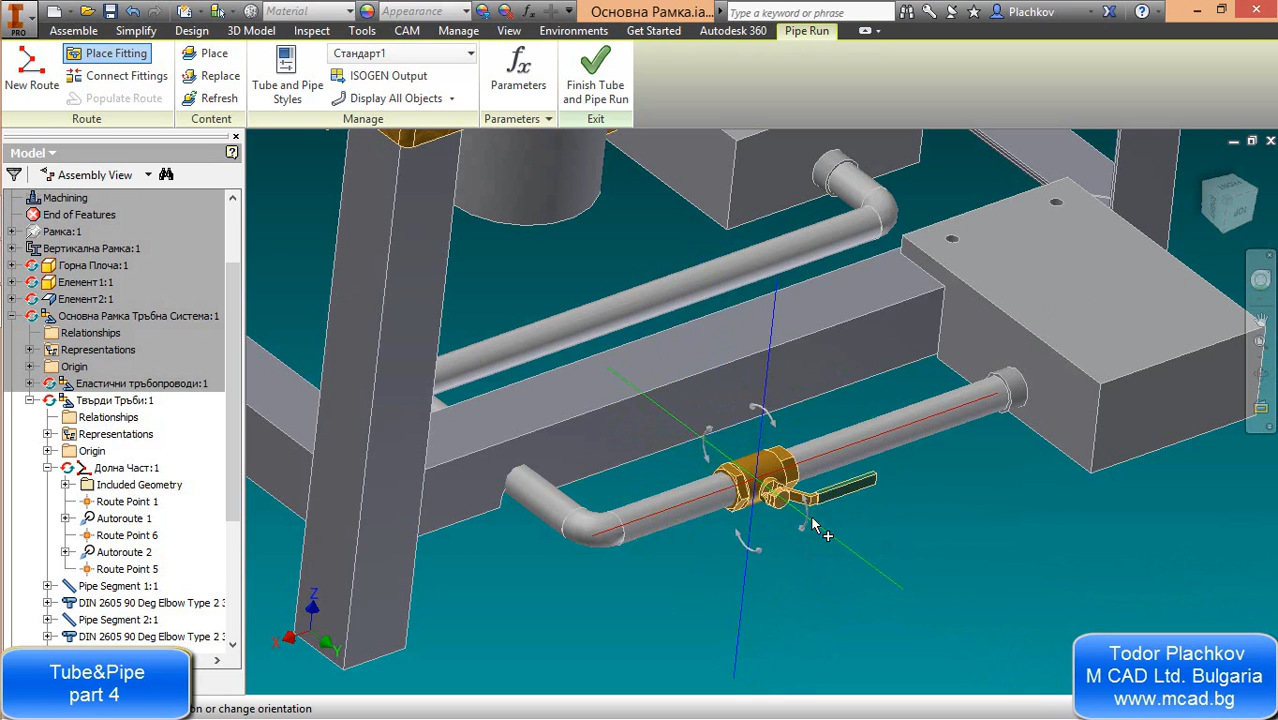 PRO
Material
Appearance
fx
Основна Рамка.ia...
Type a keyword or phrase
Plachkov
Assembly
Simplify
Design
3D Model
Inspect
Tools
CAM
Manage
View
Environments
Get Started
Autodesk 360
Pipe Run
New Route
Place Fitting
Connect Fittings
Populate Route
Route
Place
Replace
Refresh
Content
Tube and Pipe
Styles
Стандарт1
ISOGEN Output
Display All Objects
Manage
fx
Parameters
Parameters
Finish Tube
and Pipe Run
Exit
Model
Assembly View
Machining
End of Features
Рамка:1
Вертикална Рамка:1
Горна Плоча:1
Елемент1:1
Елемент2:1
Основна Рамка Тръбна Система:1
Relationships
Representations
Origin
Еластични тръбопроводи:1
Твърди Тръби:1
Relationships
Representations
Origin
Долна Част:1
Included Geometry
Route Point 1
Autoroute 1
Route Point 6
Autoroute 2
Route Point 5
Pipe Segment 1:1
DIN 2605 90 Deg Elbow Type 2 3
Pipe Segment 2:1
DIN 2605 90 Deg Elbow Type 2 3
Z
X
Y
TOP
Tube&Pipe
part 4
on or change orientation
Todor Plachkov
M CAD Ltd. Bulgaria
www.mcad.bg